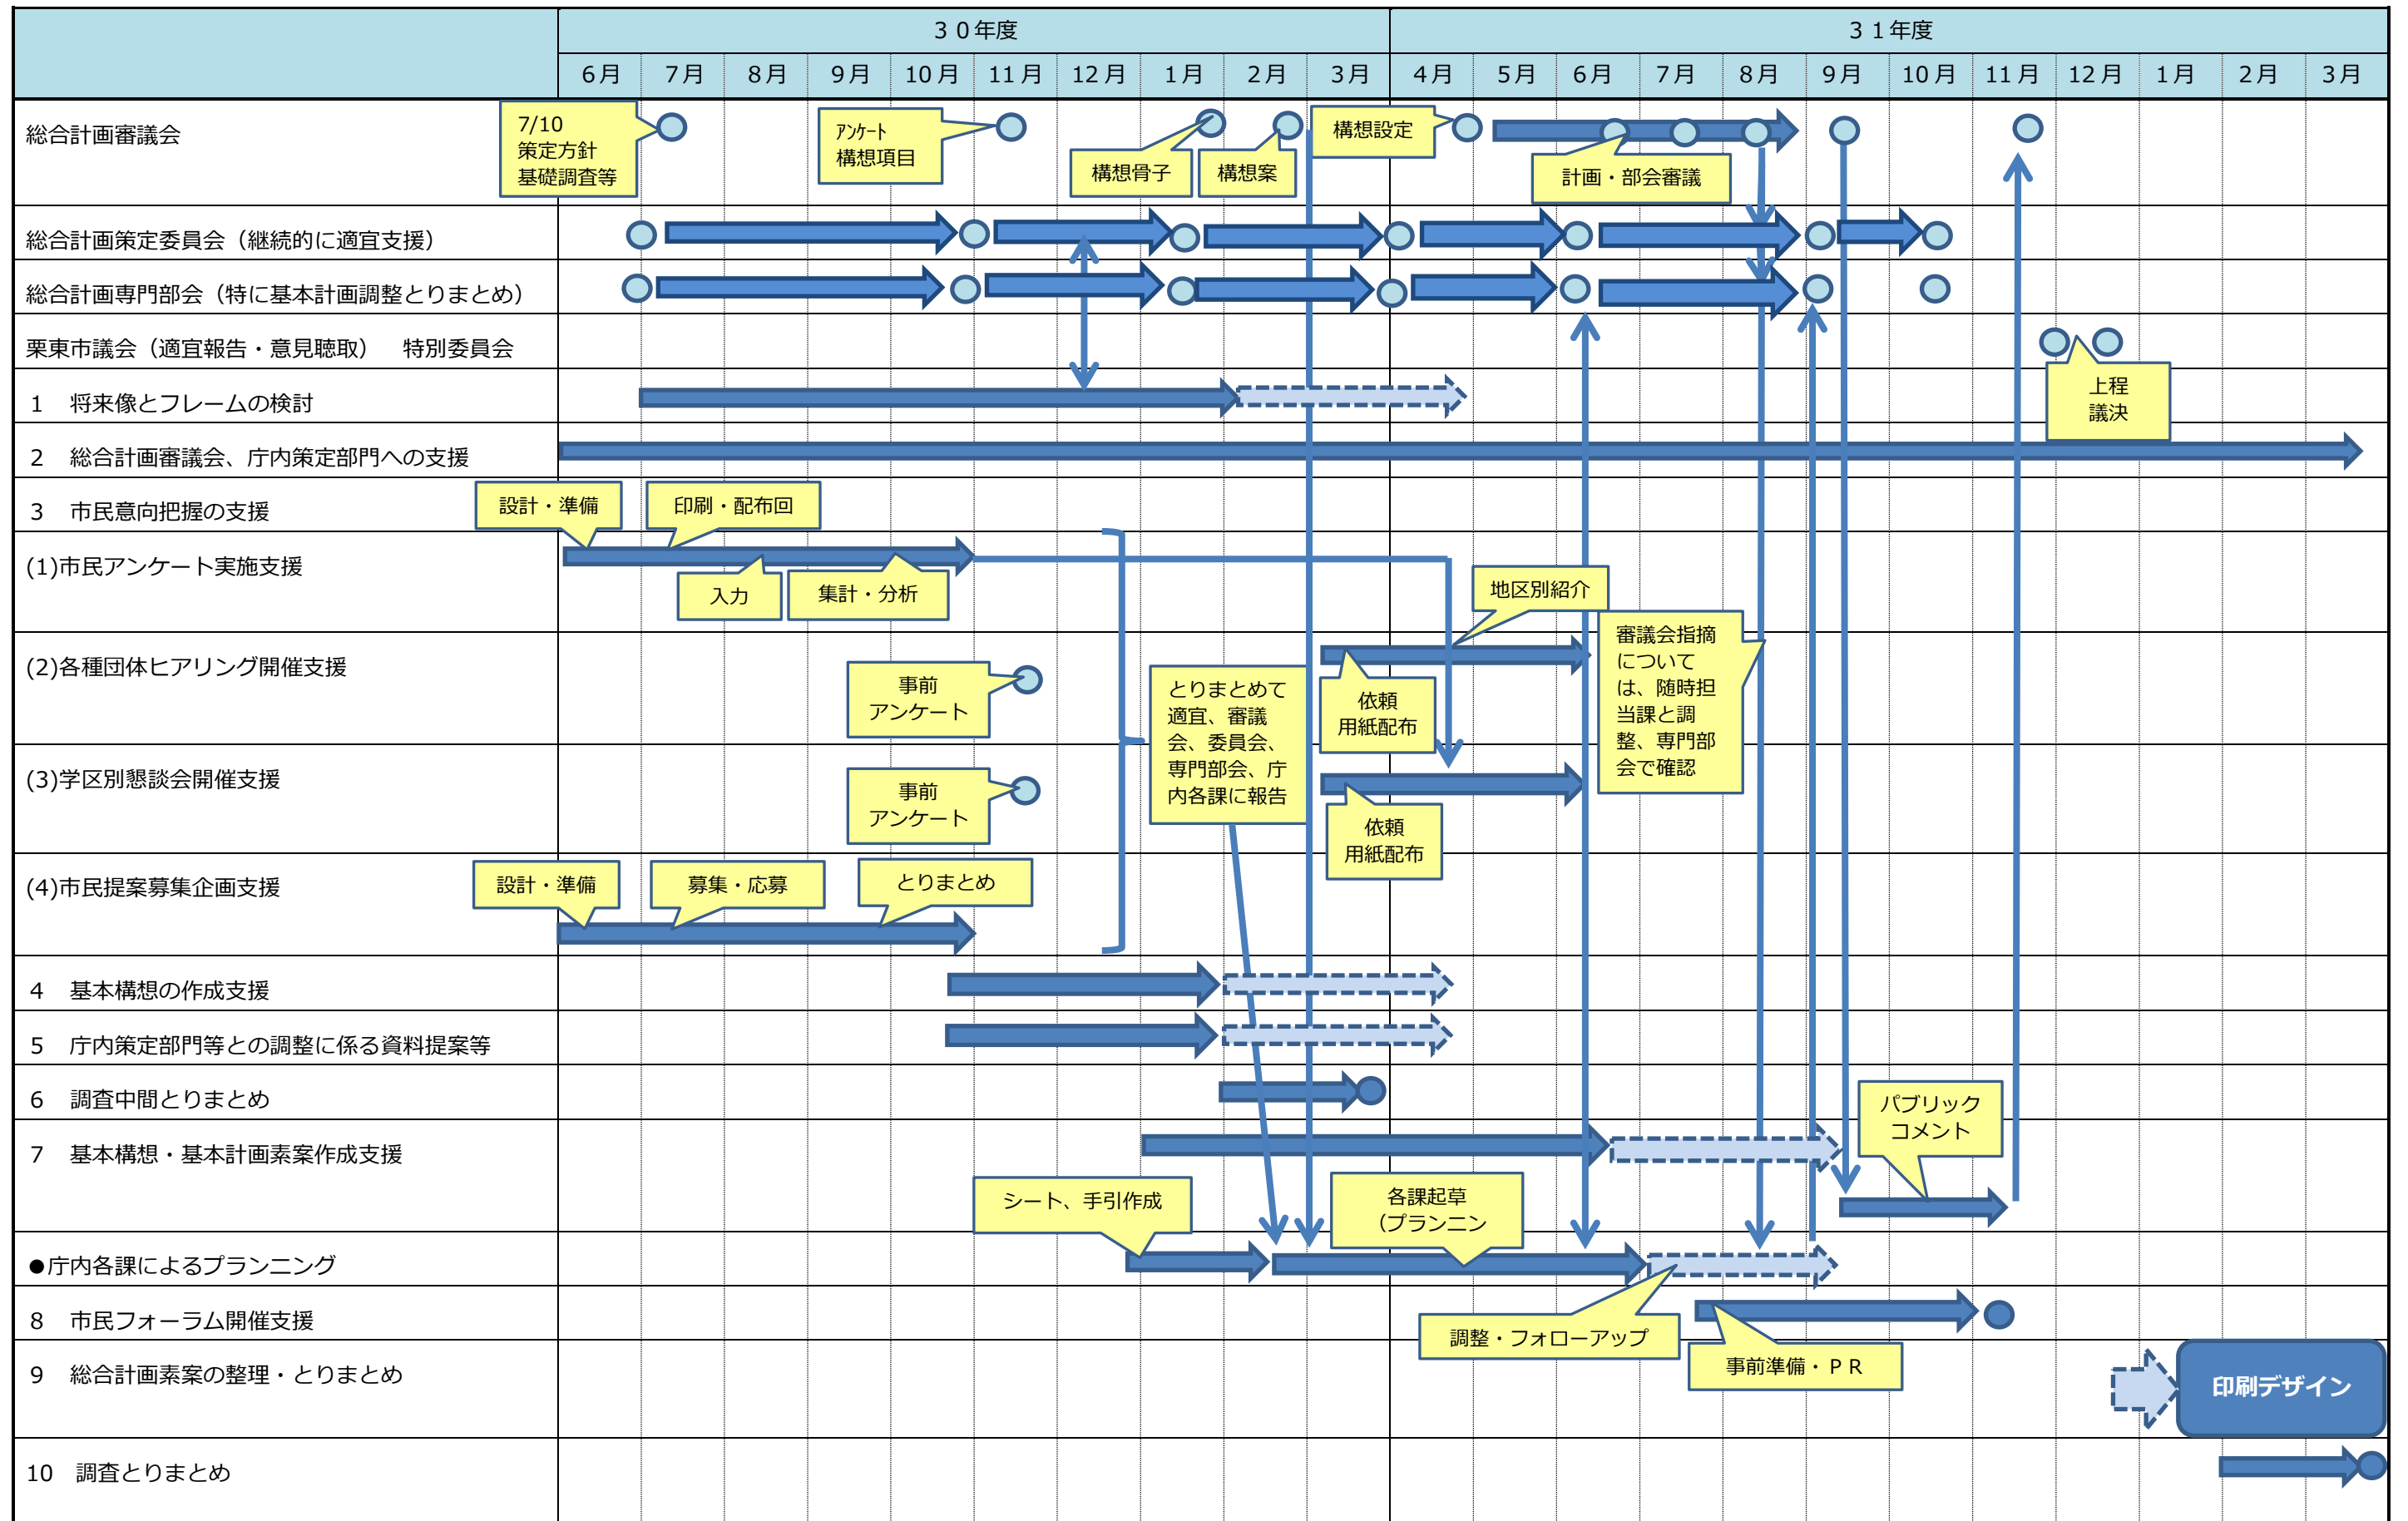 ３０年度
３１年度
6月
7月
8月
9月
10月
11月
12月
1月
2月
3月
4月
5月
6月
7月
8月
9月
10月
11月
12月
1月
2月
3月
総合計画審議会
7/10
策定方針
基礎調査等
ｱﾝｹｰﾄ
構想項目
構想骨子
構想案
構想設定
計画・部会審議
総合計画策定委員会（継続的に適宜支援）
総合計画専門部会（特に基本計画調整とりまとめ）
栗東市議会（適宜報告・意見聴取）　特別委員会
上程
議決
1　将来像とフレームの検討
2　総合計画審議会、庁内策定部門への支援
3　市民意向把握の支援
設計・準備
印刷・配布回
(1)市民アンケート実施支援
入力
集計・分析
地区別紹介
(2)各種団体ヒアリング開催支援
事前
アンケート
とりまとめて
適宜、審議
会、委員会、
専門部会、庁
内各課に報告
依頼
用紙配布
審議会指摘
について
は、随時担
当課と調
整、専門部
会で確認
(3)学区別懇談会開催支援
事前
アンケート
依頼
用紙配布
(4)市民提案募集企画支援
設計・準備
募集・応募
とりまとめ
4　基本構想の作成支援
5　庁内策定部門等との調整に係る資料提案等
6　調査中間とりまとめ
7　基本構想・基本計画素案作成支援
パブリック
コメント
シート、手引作成
各課起草
（プランニン
●庁内各課によるプランニング
8　市民フォーラム開催支援
調整・フォローアップ
事前準備・ＰＲ
9　総合計画素案の整理・とりまとめ
印刷デザイン
10　調査とりまとめ